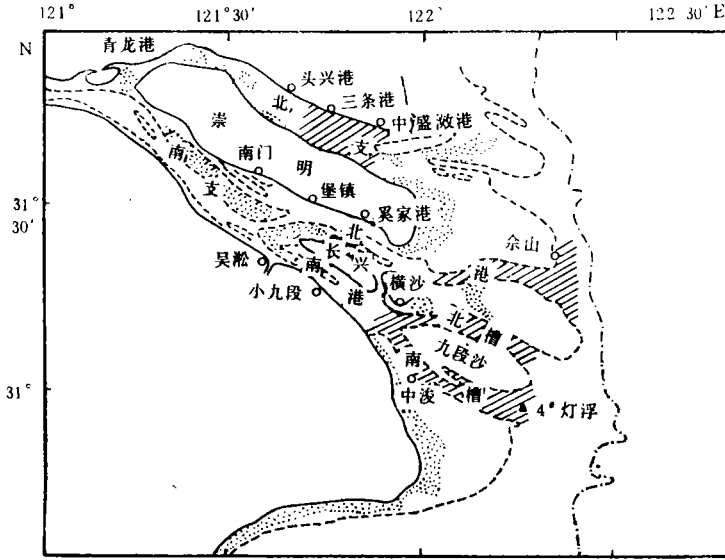 121° 121°30′ 122° 122 30′E
N
青龙港
头兴港
三条港
中盛效港
北支
崇明
南支
南门
堡镇
奚家港
31°30′
北港
长兴
吴淞
南港
小九段
横沙
佘山
北槽
九段沙
南槽
31°
中浚
4°灯浮